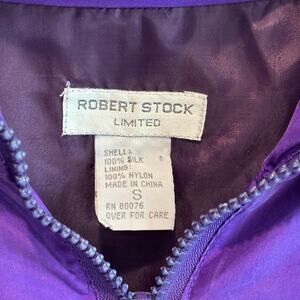 ROBERT STOCK
LIMITED
SHELL:
100% SILK
LINING:
100% NYLON
MADE IN CHINA
S
RN 80076
OVER FOR CARE